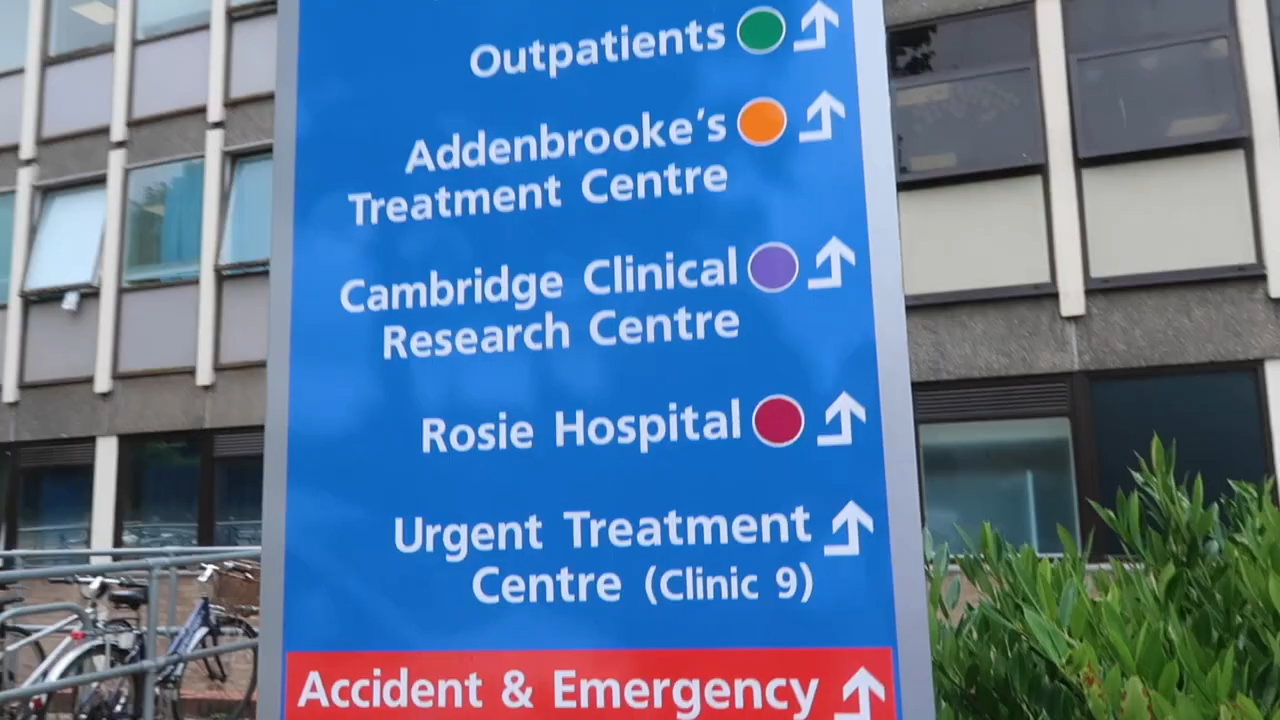 Outpatients
Addenbrooke's
Treatment Centre
Cambridge Clinical
Research Centre
Rosie Hospital
Urgent Treatment
Centre (Clinic 9)
Accident & Emergency